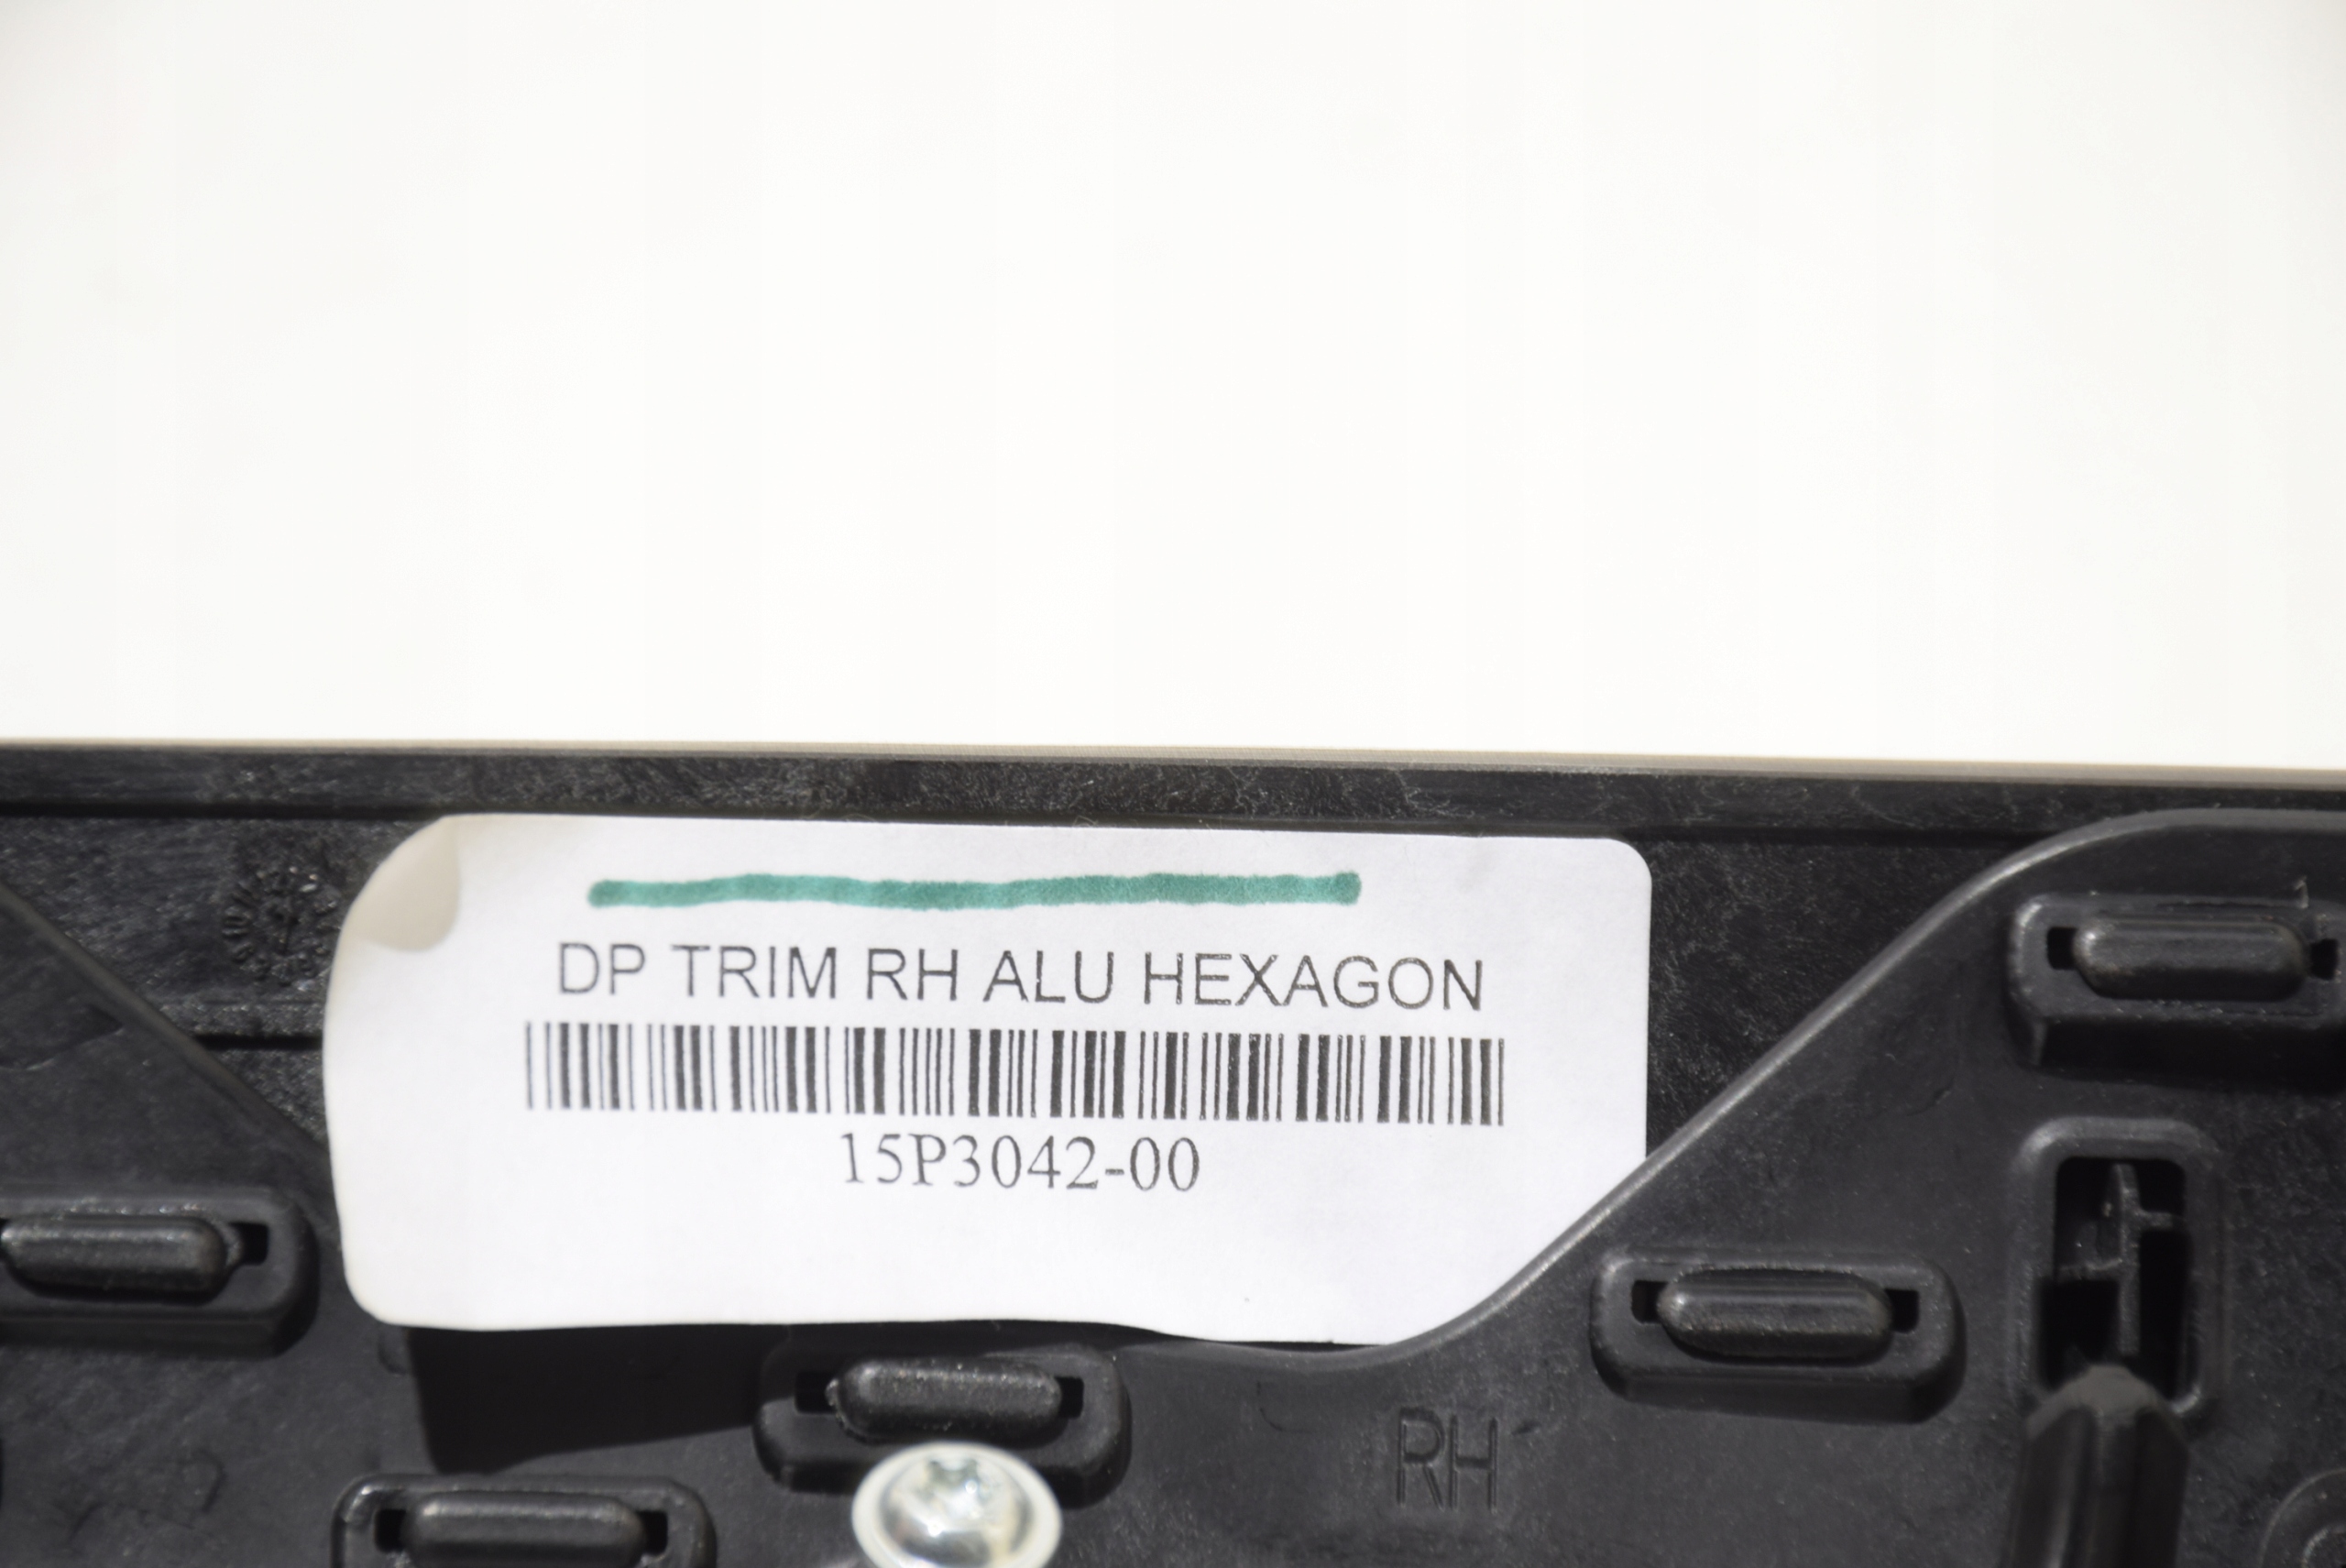 DP TRIM RH ALU HEXAGON
15P3042-00
RH